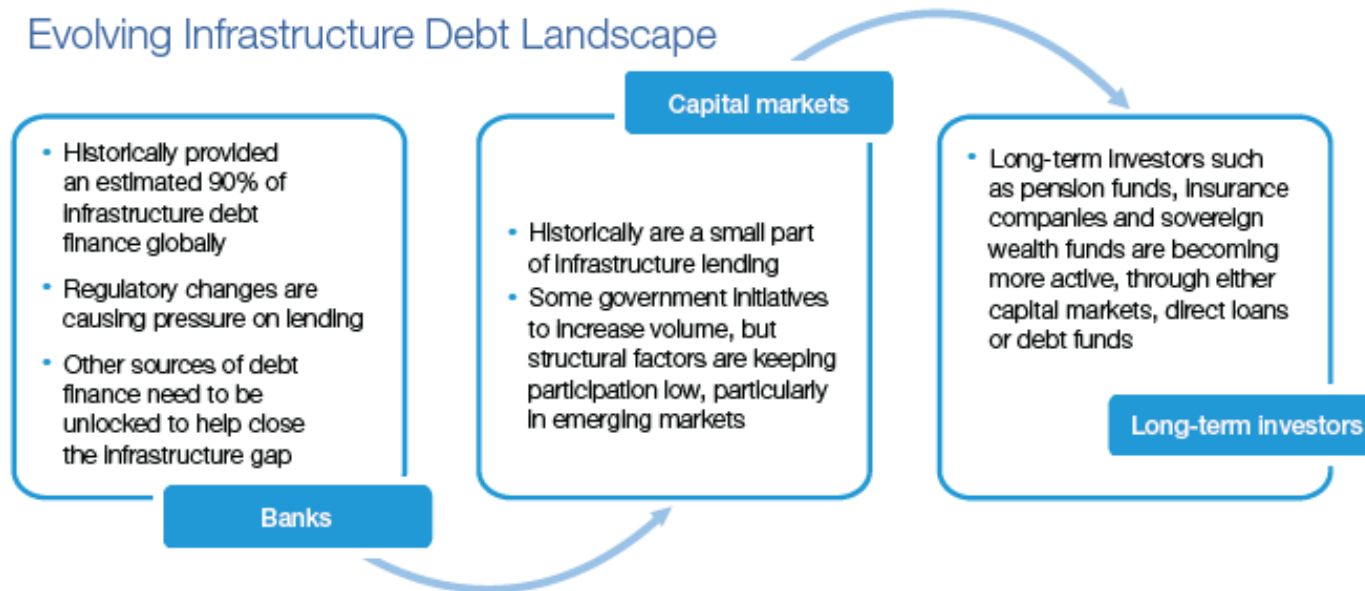 Evolving Infrastructure Debt Landscape
• Historically provided
an estimated 90% of
infrastructure debt
finance globally
• Regulatory changes are
causing pressure on lending
• Other sources of debt
finance need to be
unlocked to help close
the infrastructure gap
Banks
Capital markets
• Historically are a small part
of infrastructure lending
• Some government initiatives
to increase volume, but
structural factors are keeping
participation low, particularly
in emerging markets
• Long-term investors such
as pension funds, insurance
companies and sovereign
wealth funds are becoming
more active, through either
capital markets, direct loans
or debt funds
Long-term investors